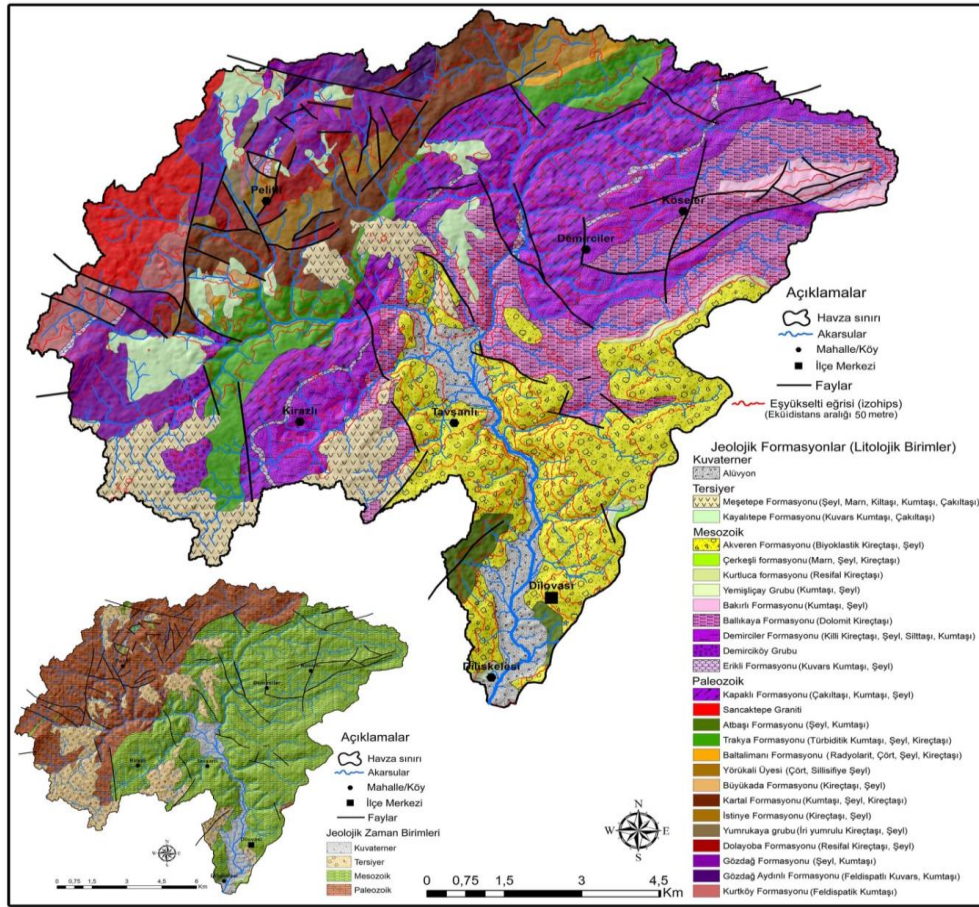 Pelitli
Köseler
Demirciler
Kirazlı
Tavşanlı
Dilovası
Diliskelesi
Açıklamalar
Havza sınırı
Akarsular
Mahalle/Köy
İlçe Merkezi
Faylar
Eşyükselti eğrisi (izohips)
(Eküidistans aralığı 50 metre)
Jeolojik Formasyonlar (Litolojik Birimler)
Kuvaterner
Alüvyon
Tersiyer
Meşetepe Formasyonu (Şeyl, Marn, Kiltaşı, Kumtaşı, Çakıltaşı)
Kayalıtepe Formasyonu (Kuvars Kumtaşı, Çakıltaşı)
Mesozoik
Akveren Formasyonu (Biyoklastik Kireçtaşı, Şeyl)
Çerkeşli formasyonu (Marn, Şeyl, Kireçtaşı)
Kurtluca formasyonu (Resifal Kireçtaşı)
Yemişliçay Grubu (Kumtaşı, Şeyl)
Bakırlı Formasyonu (Kumtaşı, Şeyl)
Ballıkaya Formasyonu (Dolomit Kireçtaşı)
Demirciler Formasyonu (Killi Kireçtaşı, Şeyl, Silttaşı, Kumtaşı)
Demirciköy Grubu
Erikli Formasyonu (Kuvars Kumtaşı, Şeyl)
Paleozoik
Kapaklı Formasyonu (Çakıltaşı, Kumtaşı, Şeyl)
Sancaktepe Graniti
Atbaşı Formasyonu (Şeyl, Kumtaşı)
Trakya Formasyonu (Türbiditik Kumtaşı, Şeyl, Kireçtaşı)
Baltalimanı Formasyonu (Radyolarit, Çört, Şeyl, Kireçtaşı)
Yörükali Üyesi (Çört, Sillisifiye Şeyl)
Büyükada Formasyonu (Kireçtaşı, Şeyl)
Kartal Formasyonu (Kumtaşı, Şeyl, Kireçtaşı)
İstinye Formasyonu (Kireçtaşı, Şeyl)
Yumrukaya grubu (İri yumrulu Kireçtaşı, Şeyl)
Dolayoba Formasyonu (Resifal Kireçtaşı, Şeyl)
Gözdağ Formasyonu (Şeyl, Kumtaşı)
Gözdağ Aydınlı Formasyonu (Feldispatlı Kuvars, Kumtaşı)
Kurtköy Formasyonu (Feldispatik Kumtaşı)
Açıklamalar
Havza sınırı
Akarsular
Mahalle/Köy
İlçe Merkezi
Faylar
Jeolojik Zaman Birimleri
Kuvaterner
Tersiyer
Mesozoik
Paleozoik
N
W E
S
0 0,75 1,5 3 4,5 6
Km
N
W E
S
0 0,75 1,5 3 4,5
Km